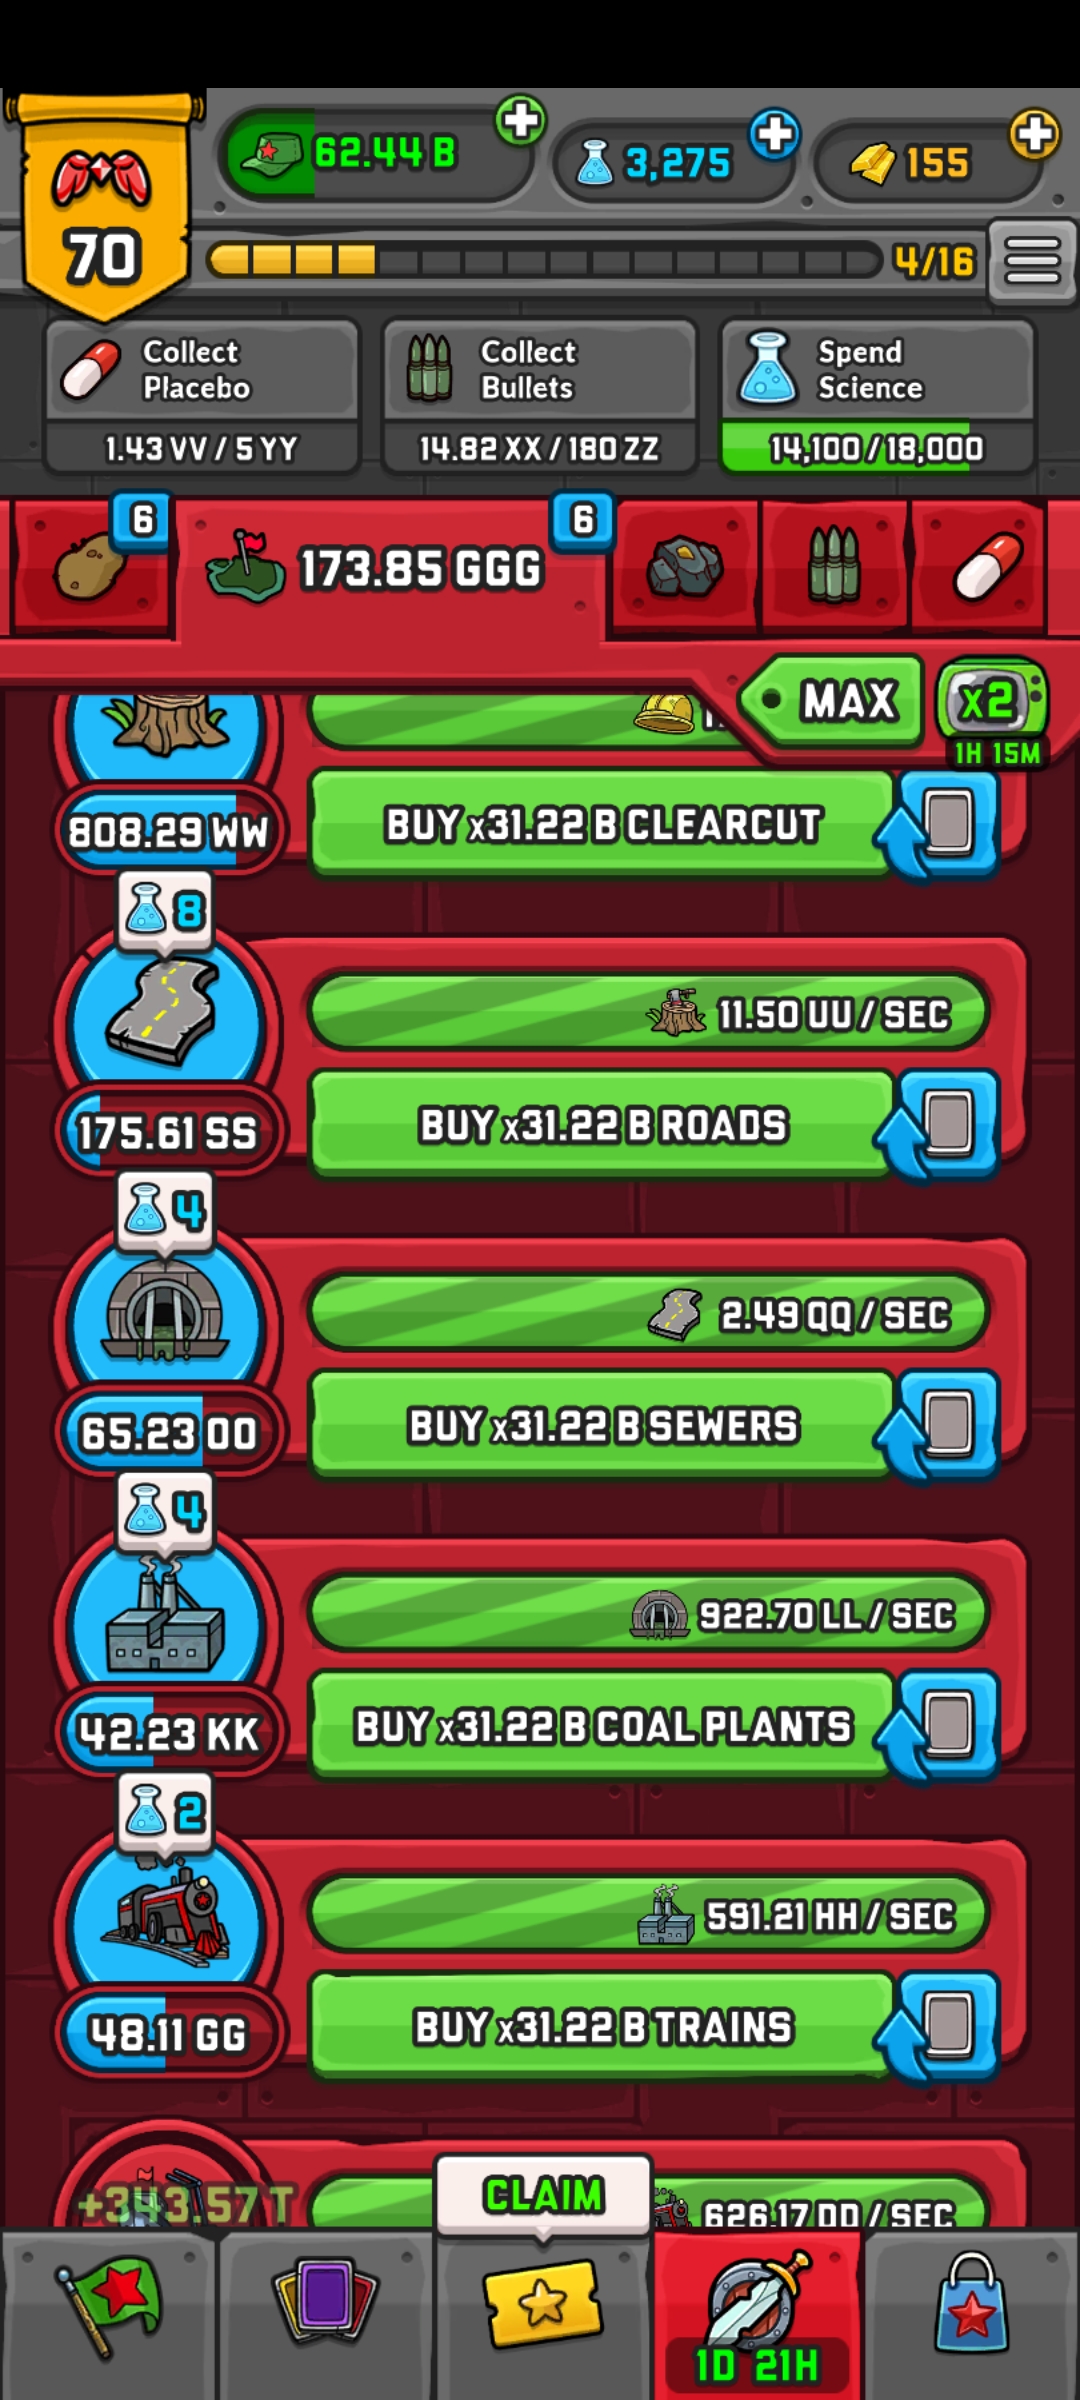 62.44 B
3,275
155
70
4/16
Collect
Placebo
1.43 VV / 5 YY
Collect
Bullets
14.82 XX / 180 ZZ
Spend
Science
14,100 / 18,000
6
173.85 GGG
6
MAX
x2
1H 15M
808.29 WW
BUY x31.22 B CLEARCUT
8
11.50 UU / SEC
175.61 SS
BUY x31.22 B ROADS
4
2.49 QQ / SEC
65.23 OO
BUY x31.22 B SEWERS
4
922.70 LL / SEC
42.23 KK
BUY x31.22 B COAL PLANTS
2
591.21 HH / SEC
48.11 GG
BUY x31.22 B TRAINS
+343.57 T
626.17 DD / SEC
CLAIM
1D 21H